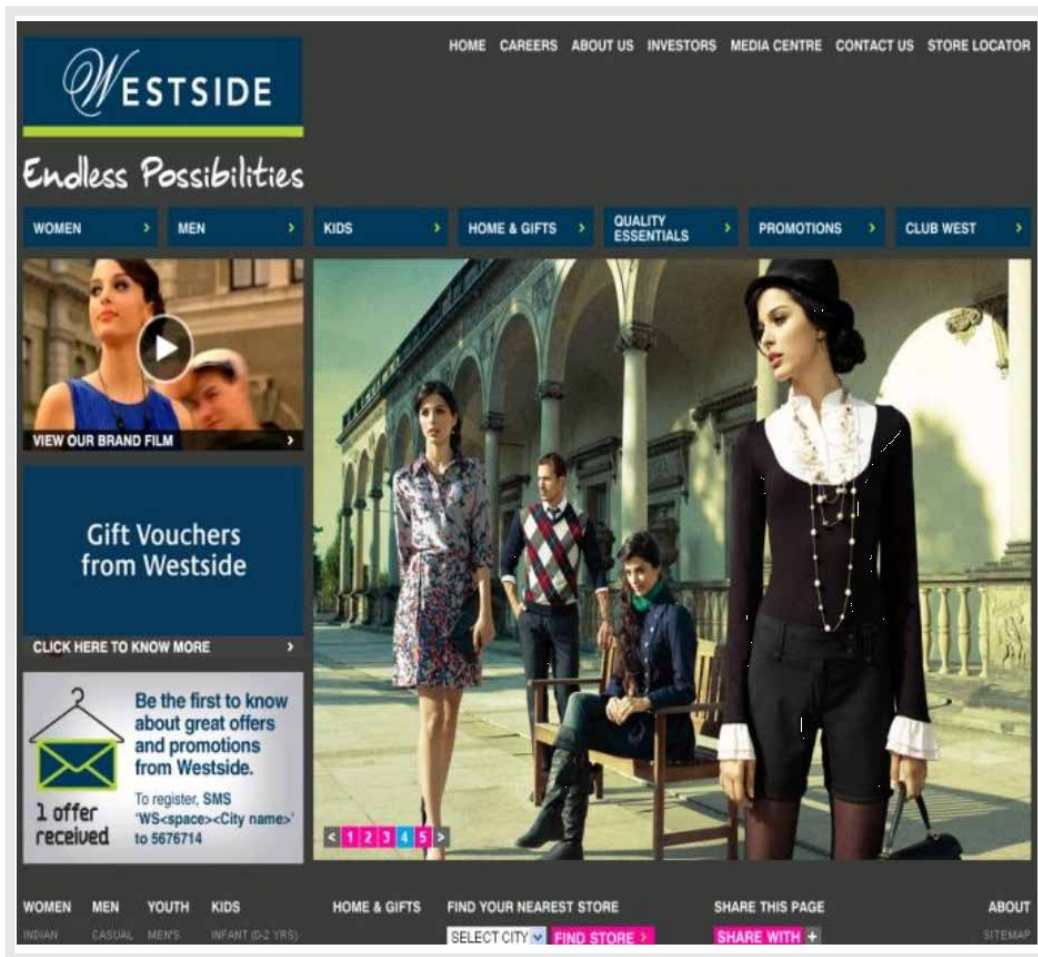 HOME CAREERS ABOUT US INVESTORS MEDIA CENTRE CONTACT US STORE LOCATOR
WESTSIDE
Endless Possibilities
WOMEN > MEN > KIDS > HOME & GIFTS > QUALITY ESSENTIALS > PROMOTIONS > CLUB WEST >
VIEW OUR BRAND FILM >
Gift Vouchers
from Westside
CLICK HERE TO KNOW MORE >
Be the first to know
about great offers
and promotions
from Westside.
To register, SMS
'WS<space><City name>'
to 5676714
1 offer
received
< 1 2 3 4 5 >
WOMEN MEN YOUTH KIDS HOME & GIFTS FIND YOUR NEAREST STORE SHARE THIS PAGE ABOUT
INDIAN CASUAL MEN'S INFANT (0-2 YRS) SELECT CITY FIND STORE > SHARE WITH + SITEMAP